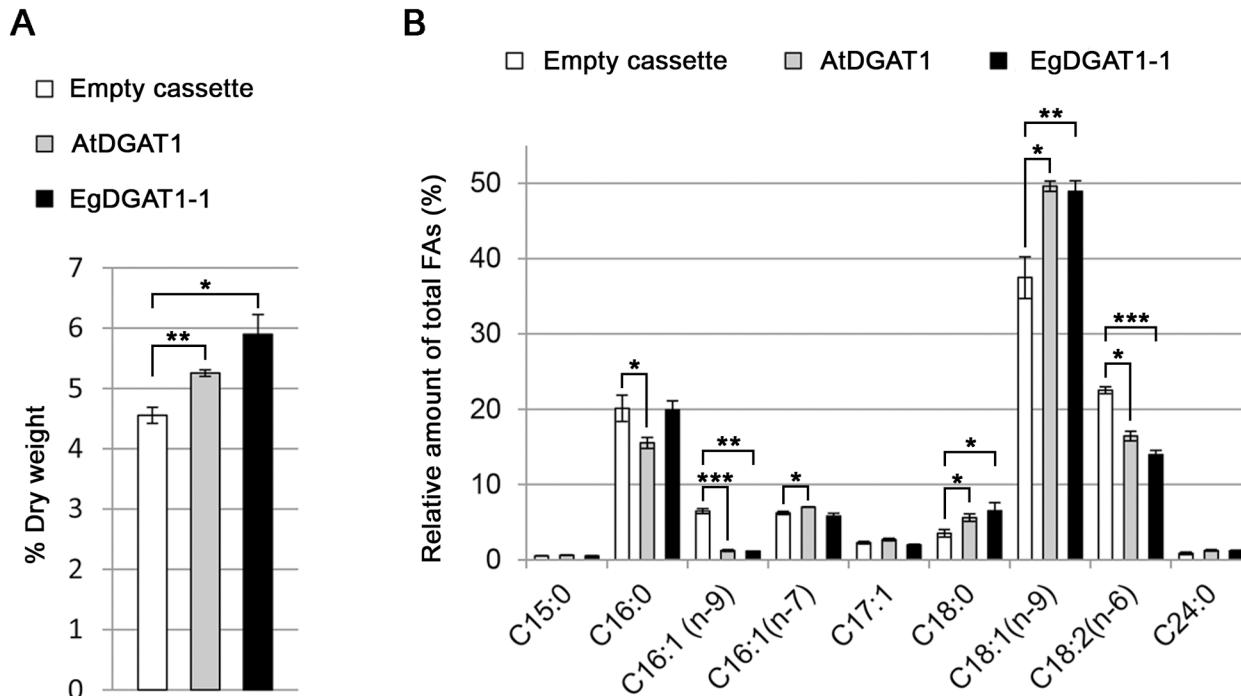 A
Empty cassette
AtDGAT1
EgDGAT1-1
% Dry weight
7
6
5
4
3
2
1
0
*
**
B
Empty cassette AtDGAT1 EgDGAT1-1
Relative amount of total FAs (%)
50
40
30
20
10
0
*
**
***
*
*
*
**
*
***
*
C15:0
C16:0
C16:1 (n-9)
C16:1(n-7)
C17:1
C18:0
C18:1(n-9)
C18:2(n-6)
C24:0